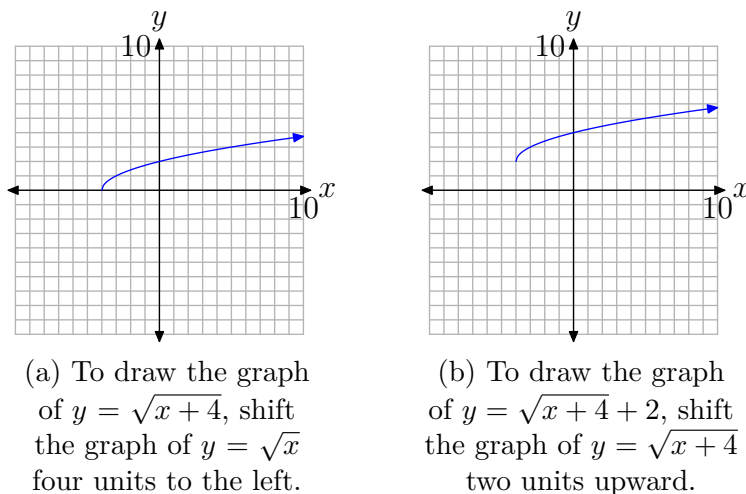 y
10
x
10
y
10
x
10
(a) To draw the graph
of y = √x + 4, shift
the graph of y = √x
four units to the left.
(b) To draw the graph
of y = √x + 4 + 2, shift
the graph of y = √x + 4
two units upward.